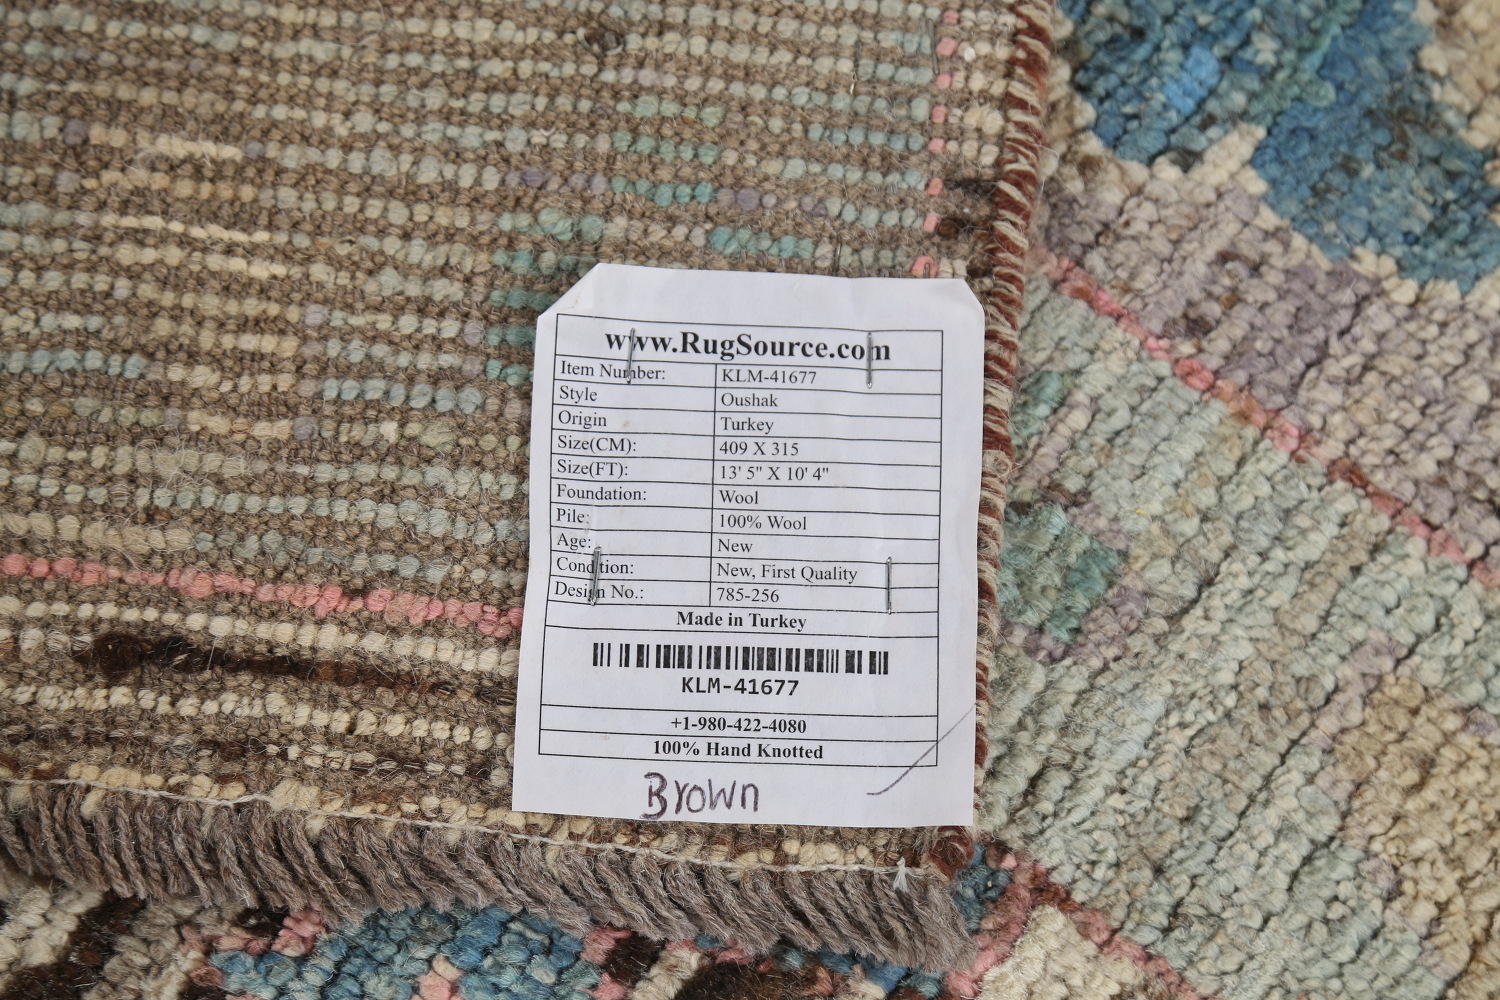 www.RugSource.com
Item Number: KLM-41677
Style Oushak
Origin Turkey
Size(CM): 409 X 315
Size(FT): 13' 5" X 10' 4"
Foundation: Wool
Pile: 100% Wool
Age: New
Condition: New, First Quality
Design No.: 785-256
Made in Turkey
KLM-41677
+1-980-422-4080
100% Hand Knotted
Brown